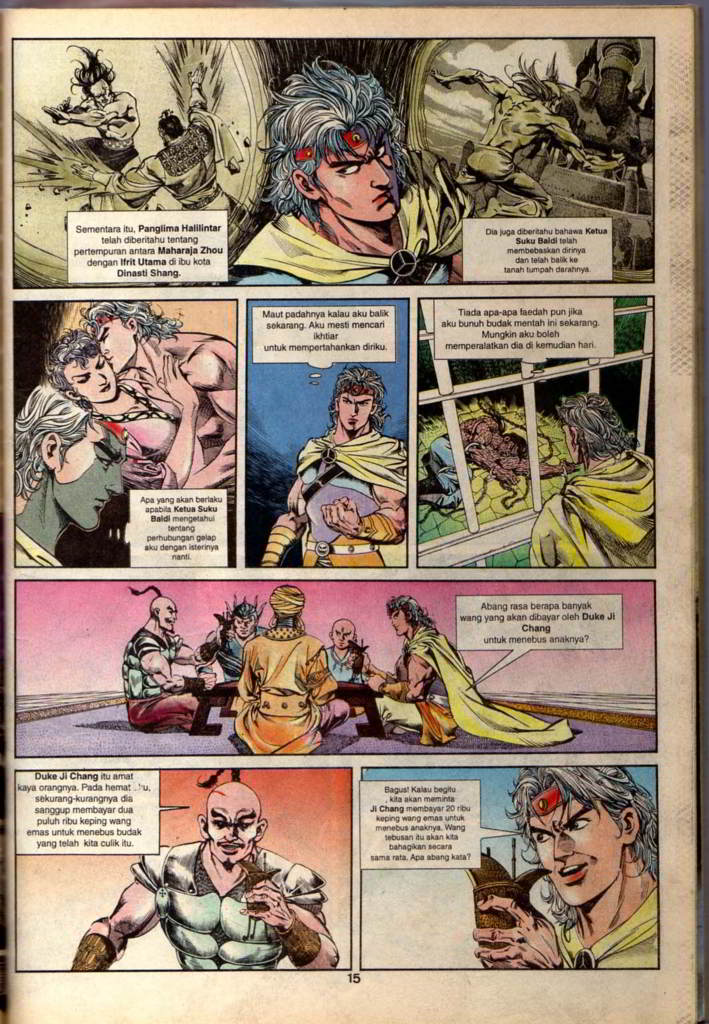 Sementara itu, Panglima Halilintar
telah diberitahu tentang
pertempuran antara Maharaja Zhou
dengan Ifrit Utama di ibu kota
Dinasti Shang.
Dia juga diberitahu bahawa Ketua
Suku Baldi telah
membebaskan dirinya
dan telah balik ke
tanah tumpah darahnya.
Apa yang akan berlaku
apabila Ketua Suku
Baldi mengetahui
tentang
perhubungan gelap
aku dengan isterinya
nanti.
Maut padahnya kalau aku balik
sekarang. Aku mesti mencari
ikhtiar
untuk mempertahankan diriku.
Tiada apa-apa faedah pun jika
aku bunuh budak mentah ini sekarang.
Mungkin aku boleh
memperalatkan dia di kemudian hari.
Abang rasa berapa banyak
wang yang akan dibayar oleh Duke Ji
Chang
untuk menebus anaknya?
Duke Ji Chang itu amat
kaya orangnya. Pada hemat
sekurang-kurangnya dia
sanggup membayar dua
puluh ribu keping wang
emas untuk menebus budak
yang telah kita culik itu.
Bagus! Kalau begitu
, kita akan meminta
Ji Chang membayar 20 ribu
keping wang emas untuk
menebus anaknya. Wang
tebusan itu akan kita
bahagikan secara
sama rata. Apa abang kata?
15